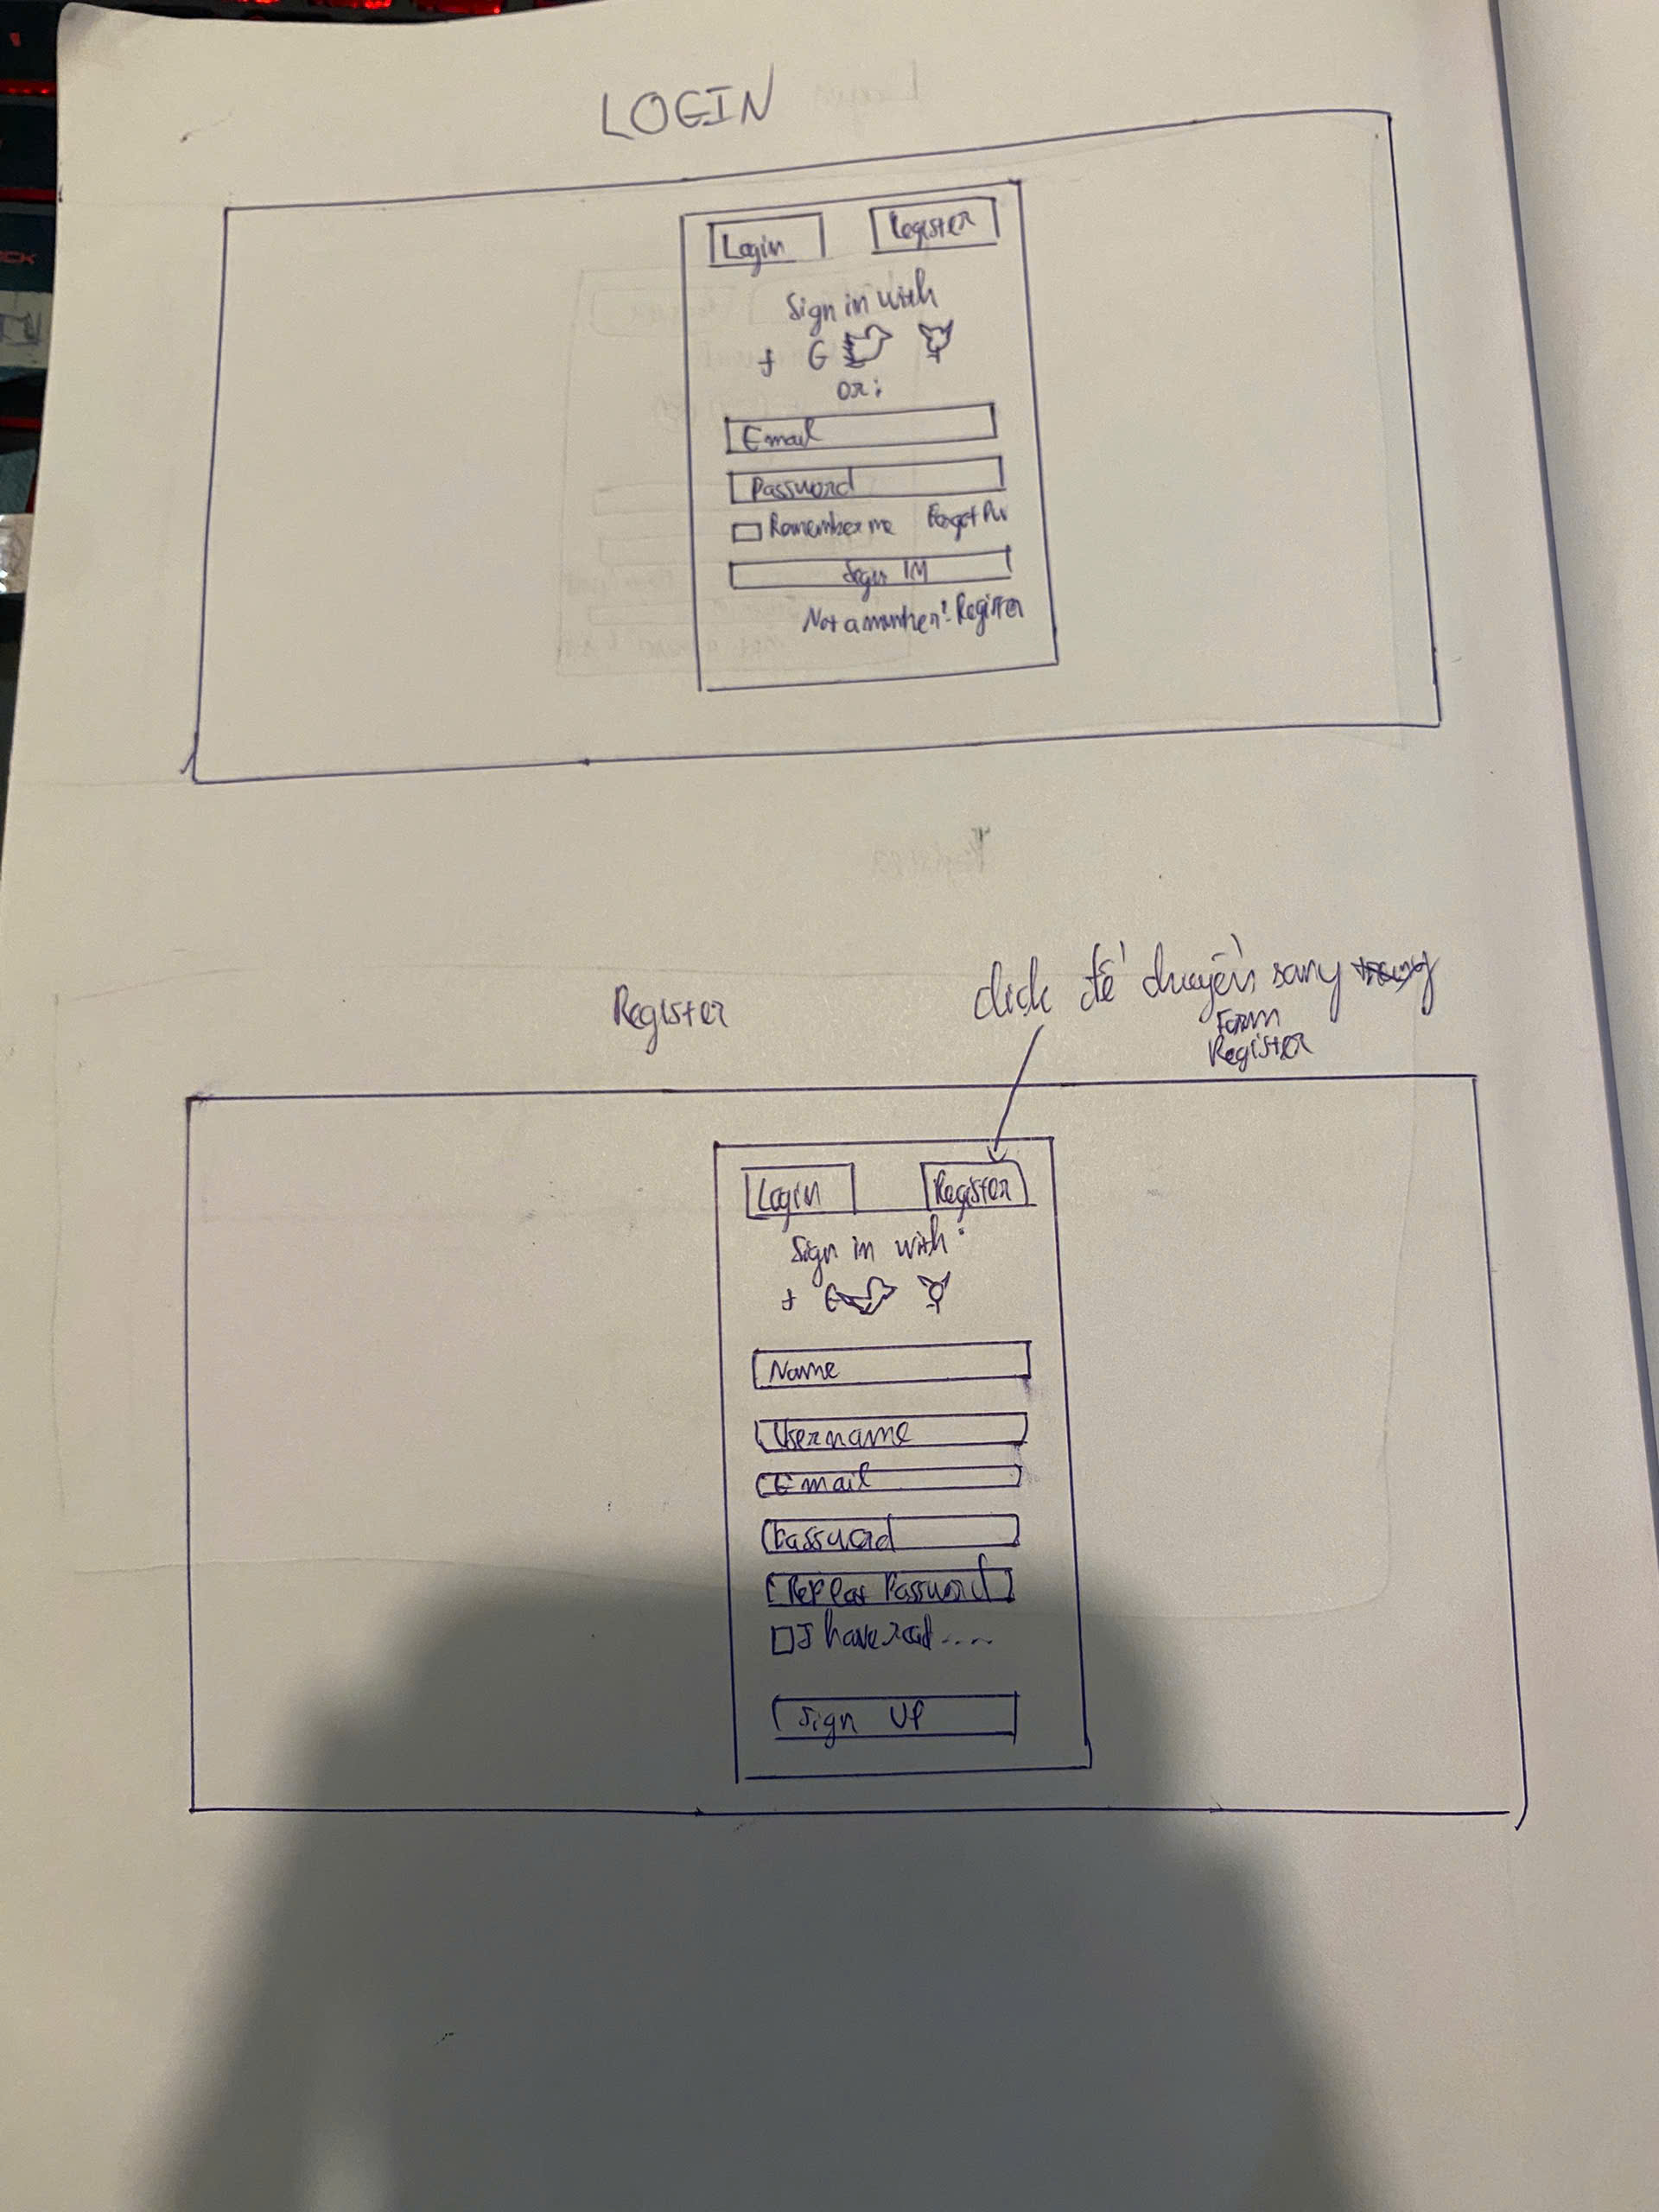 LOGIN
Login
Register
Sign in with
f G
or:
Email
Password
Remember me Forgot Pw
Sign IN
Not a member? Register
Register
click để chuyển sang
Form
Register
Login
Register
Sign in with:
f G
Name
Username
Email
Password
Repeat Password
I have read ....
Sign UP